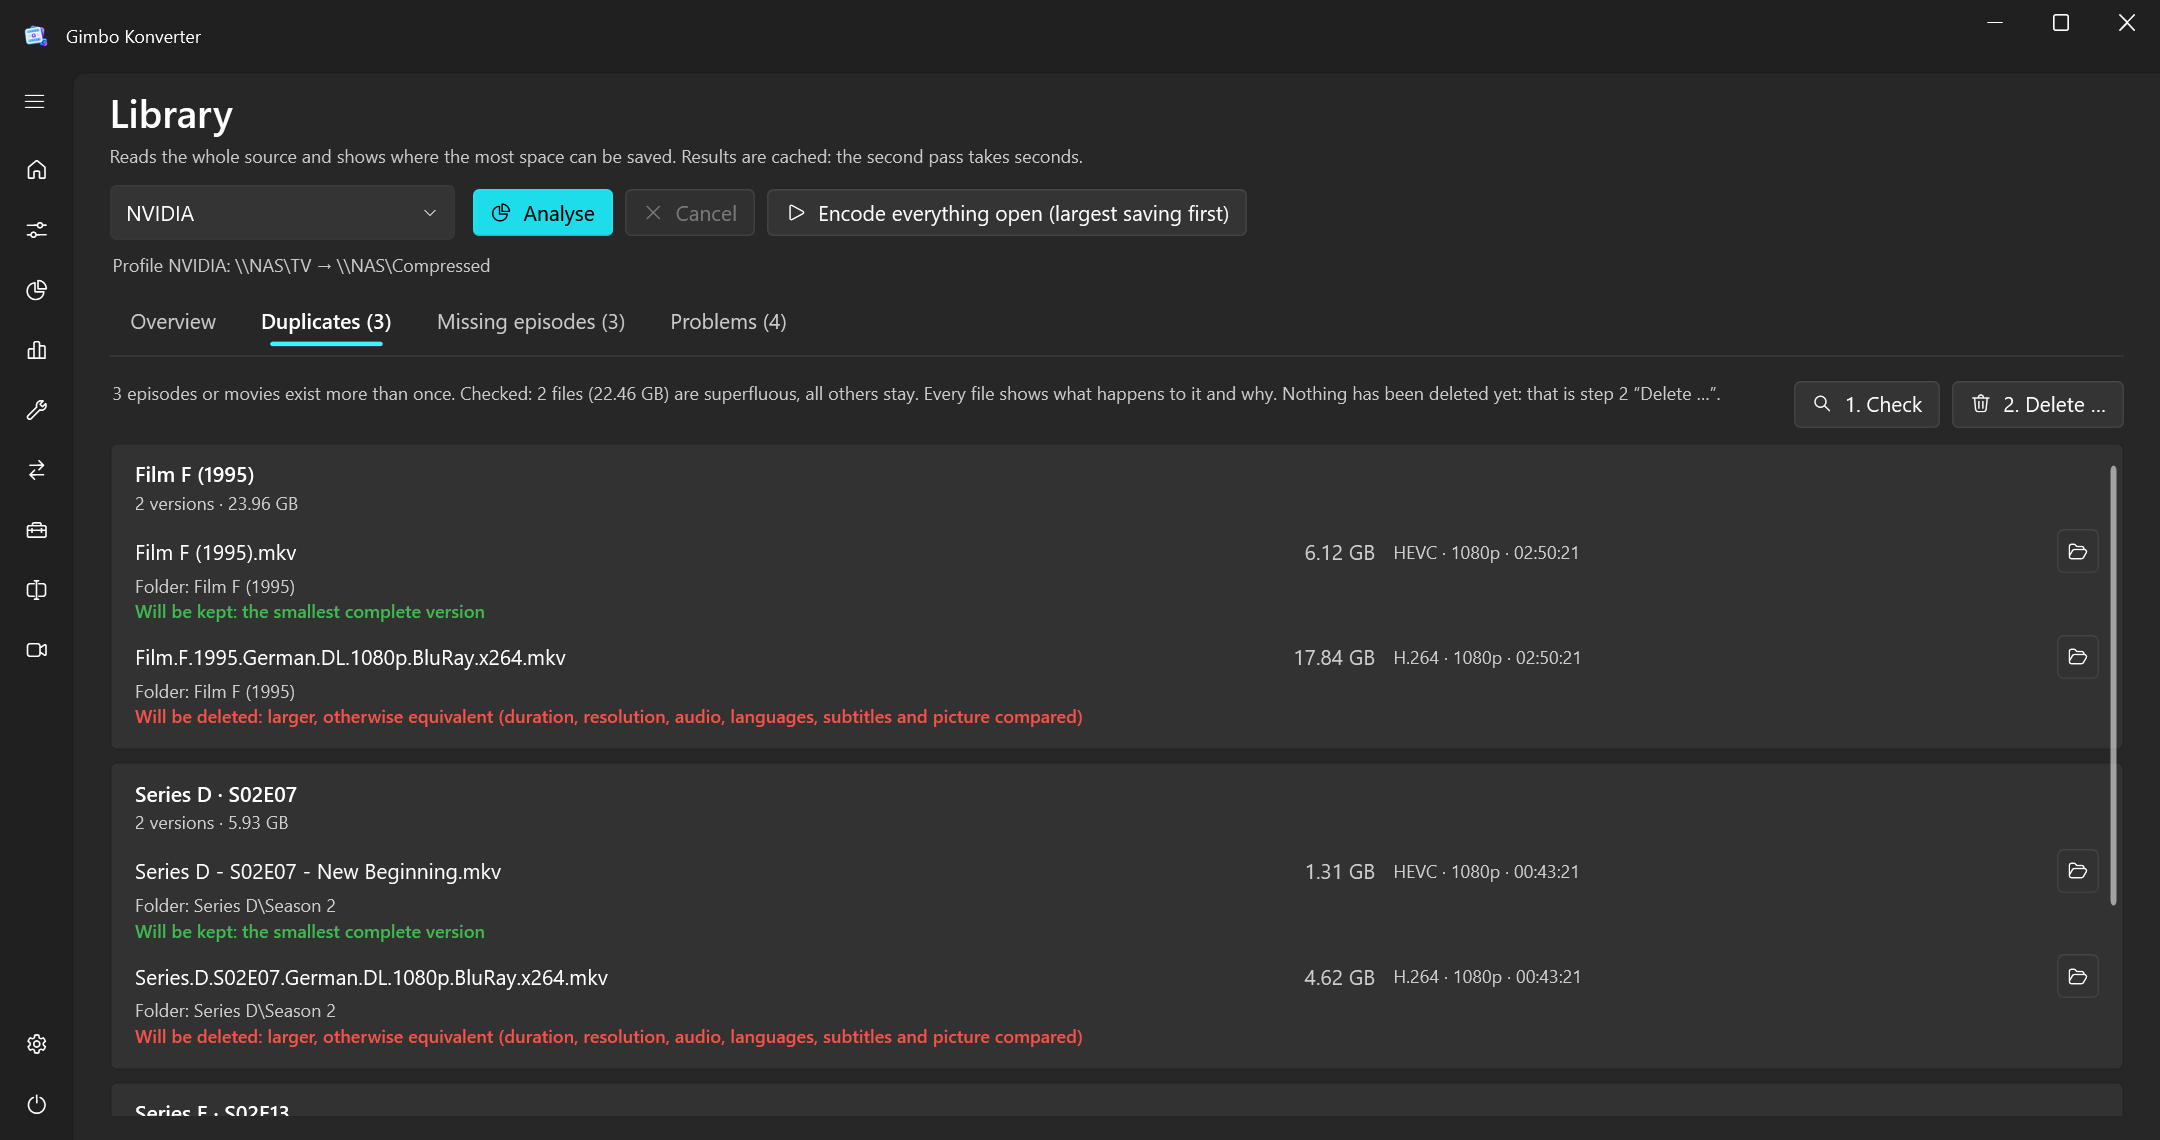 Gimbo Konverter
Library
Reads the whole source and shows where the most space can be saved. Results are cached: the second pass takes seconds.
NVIDIA
Analyse
Cancel
Encode everything open (largest saving first)
Profile NVIDIA: \\NAS\TV → \\NAS\Compressed
Overview
Duplicates (3)
Missing episodes (3)
Problems (4)
3 episodes or movies exist more than once. Checked: 2 files (22.46 GB) are superfluous, all others stay. Every file shows what happens to it and why. Nothing has been deleted yet: that is step 2 “Delete ...”.
1. Check
2. Delete ...
Film F (1995)
2 versions · 23.96 GB
Film F (1995).mkv
6.12 GB
HEVC · 1080p · 02:50:21
Folder: Film F (1995)
Will be kept: the smallest complete version
Film.F.1995.German.DL.1080p.BluRay.x264.mkv
17.84 GB
H.264 · 1080p · 02:50:21
Folder: Film F (1995)
Will be deleted: larger, otherwise equivalent (duration, resolution, audio, languages, subtitles and picture compared)
Series D · S02E07
2 versions · 5.93 GB
Series D - S02E07 - New Beginning.mkv
1.31 GB
HEVC · 1080p · 00:43:21
Folder: Series D\Season 2
Will be kept: the smallest complete version
Series.D.S02E07.German.DL.1080p.BluRay.x264.mkv
4.62 GB
H.264 · 1080p · 00:43:21
Folder: Series D\Season 2
Will be deleted: larger, otherwise equivalent (duration, resolution, audio, languages, subtitles and picture compared)
Series